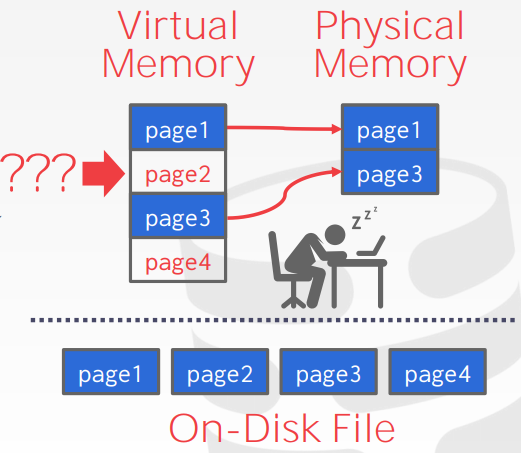 Virtual
Memory
Physical
Memory
???
page1
page2
page3
page4
page1
page3
z z z
page1 page2 page3 page4
On-Disk File